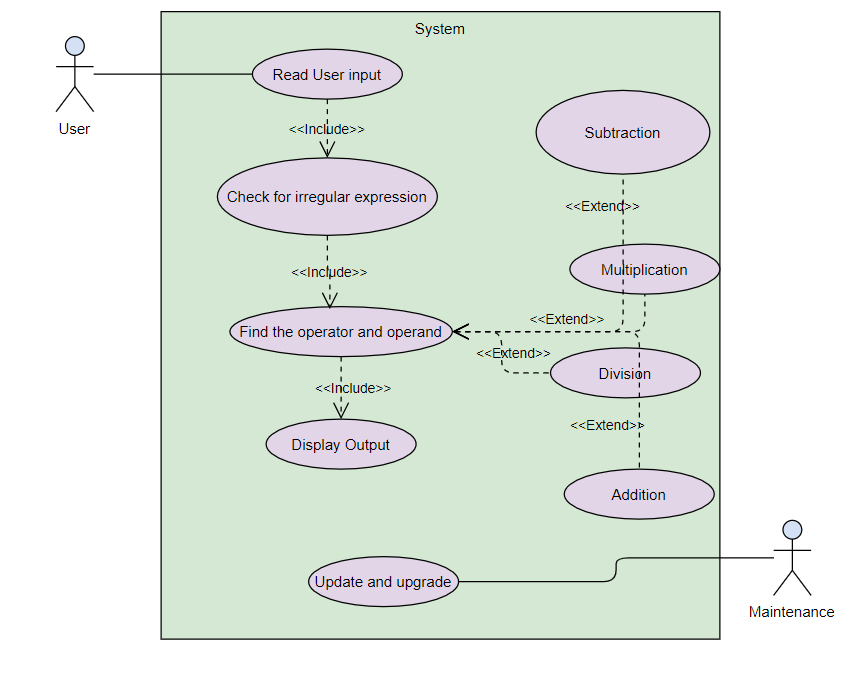 System
User
Read User input
<<Include>>
Subtraction
Check for irregular expression
<<Extend>>
<<Include>>
Multiplication
<<Extend>>
Find the operator and operand
<<Extend>>
Division
<<Include>>
<<Extend>>
Display Output
Addition
Update and upgrade
Maintenance